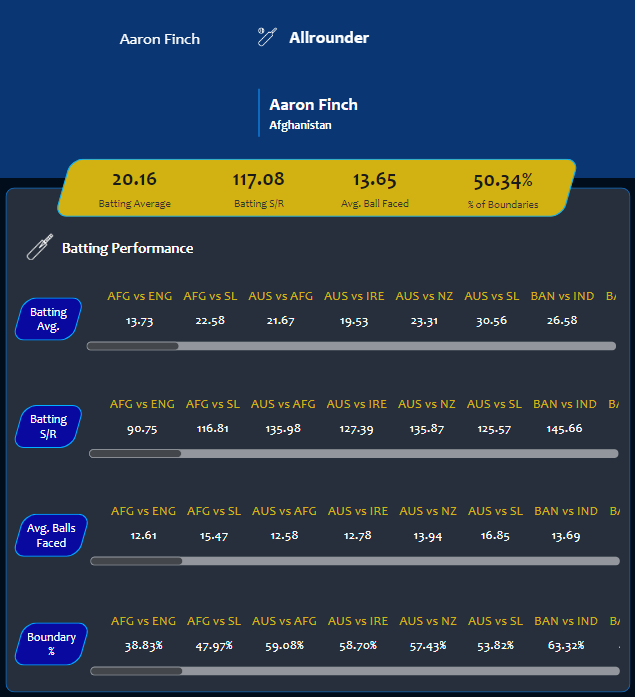 Aaron Finch
Allrounder
Aaron Finch
Afghanistan
20.16 117.08 13.65 50.34%
Batting Average Batting S/R Avg. Ball Faced % of Boundaries
Batting Performance
AFG vs ENG AFG vs SL AUS vs AFG AUS vs IRE AUS vs NZ AUS vs SL BAN vs IND
Batting Avg.
13.73 22.58 21.67 19.53 23.31 30.56 26.58
AFG vs ENG AFG vs SL AUS vs AFG AUS vs IRE AUS vs NZ AUS vs SL BAN vs IND
Batting S/R
90.75 116.81 135.98 127.39 135.87 125.57 145.66
AFG vs ENG AFG vs SL AUS vs AFG AUS vs IRE AUS vs NZ AUS vs SL BAN vs IND
Avg. Balls Faced
12.61 15.47 12.58 12.78 13.94 16.85 13.69
AFG vs ENG AFG vs SL AUS vs AFG AUS vs IRE AUS vs NZ AUS vs SL BAN vs IND
Boundary %
38.83% 47.97% 59.08% 58.70% 57.43% 53.82% 63.32%